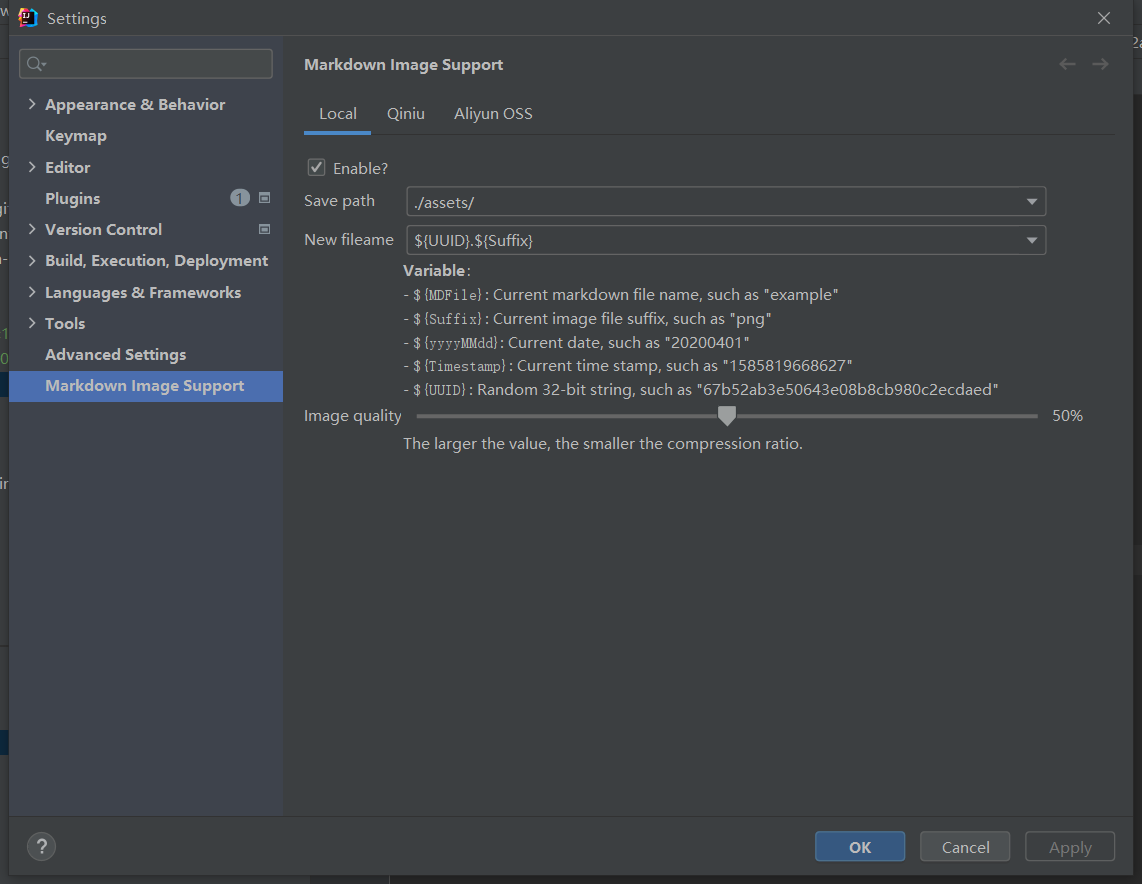 Settings
Markdown Image Support
Appearance & Behavior
Keymap
Editor
Plugins 1
Version Control
Build, Execution, Deployment
Languages & Frameworks
Tools
Advanced Settings
Markdown Image Support
Local Qiniu Aliyun OSS
Enable?
Save path ./assets/
New fileame ${UUID}.${Suffix}
Variable:
- ${MDFile}: Current markdown file name, such as "example"
- ${Suffix}: Current image file suffix, such as "png"
- ${yyyyMMdd}: Current date, such as "20200401"
- ${Timestamp}: Current time stamp, such as "1585819668627"
- ${UUID}: Random 32-bit string, such as "67b52ab3e50643e08b8cb980c2ecdaed"
Image quality 50%
The larger the value, the smaller the compression ratio.
? OK Cancel Apply